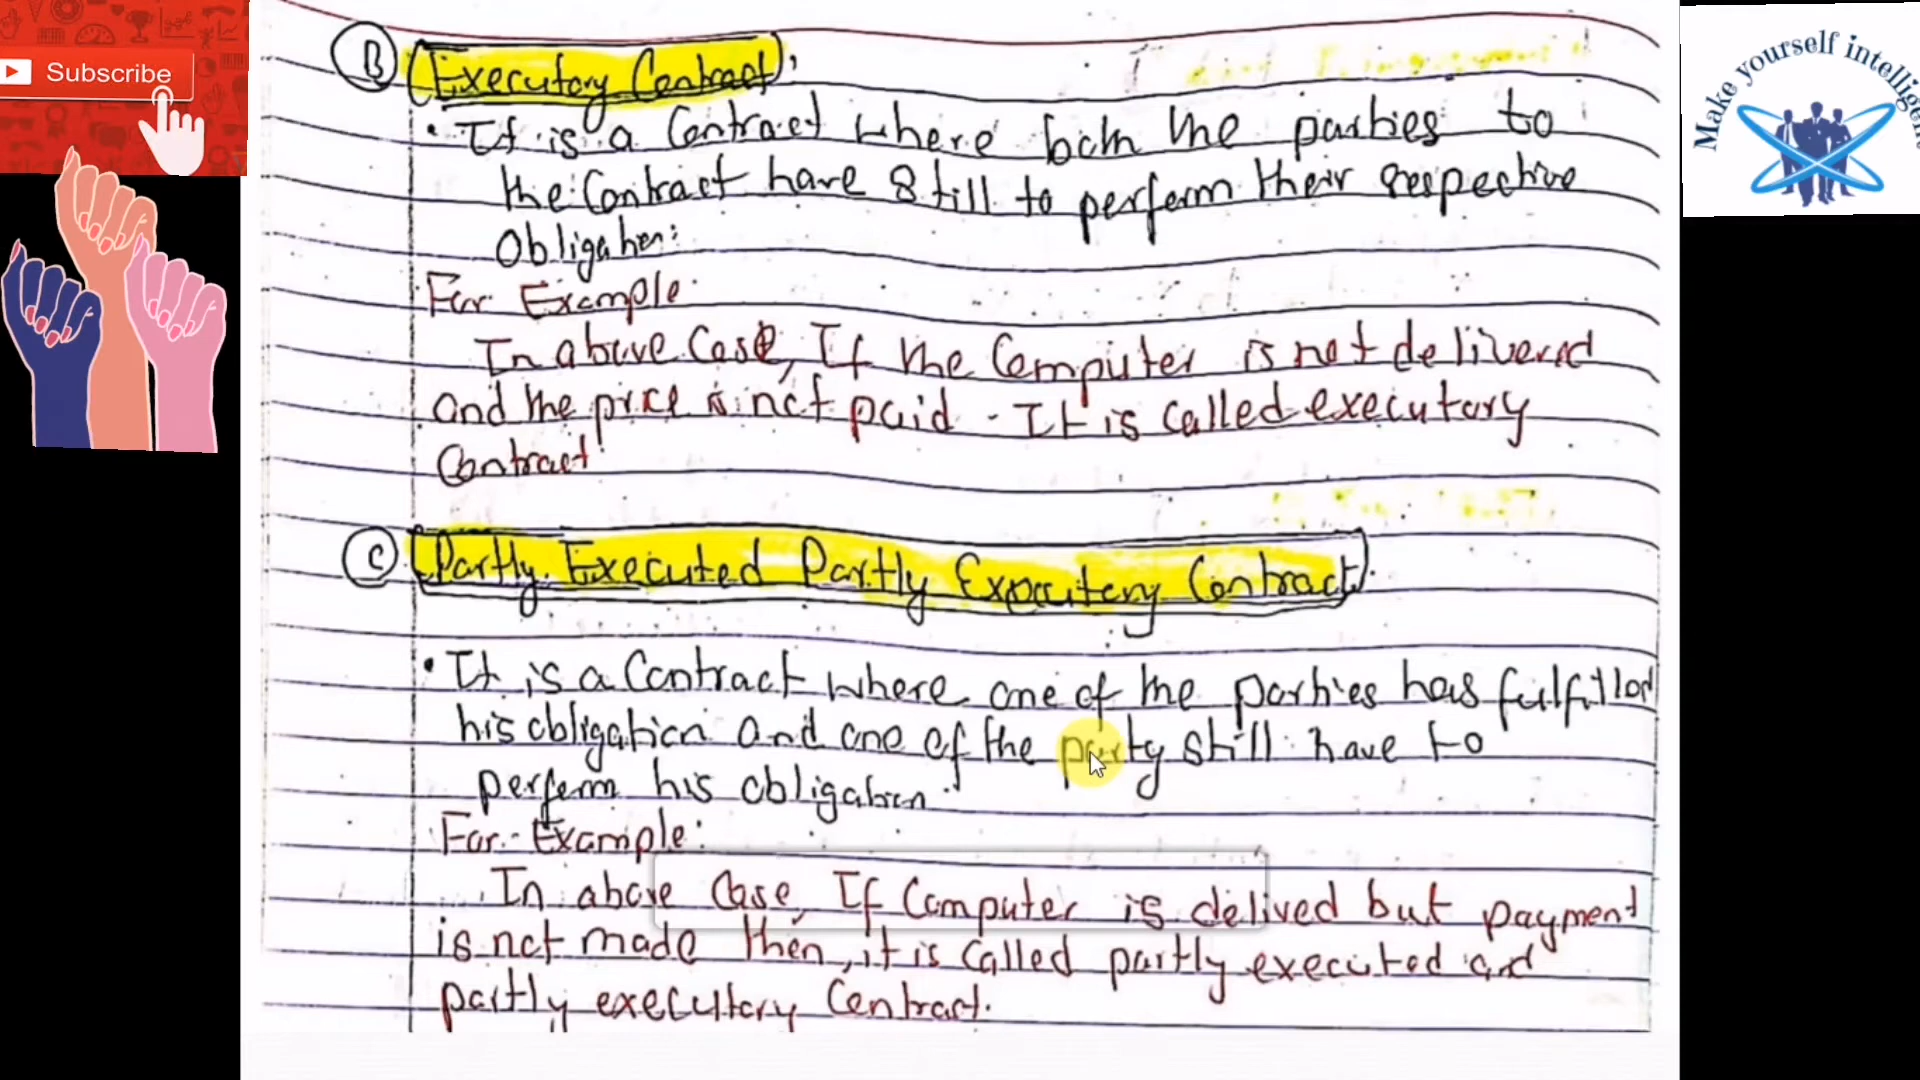 Subscribe
Make yourself intelligent
B Executory Contract:
• It is a Contract where both the parties to
the Contract have still to perform their respective
Obligation:
For Example:
In above Case, If the Computer is not delivered
and the price is not paid - It is called executory
Contract
C Partly Executed Partly Executory Contract:
• It is a Contract where one of the parties has fulfilled
his obligation and one of the party still have to
perform his obligation.
For Example:
In above Case, If Computer is delived but payment
is not made then, it is called partly executed and
partly executory Contract.